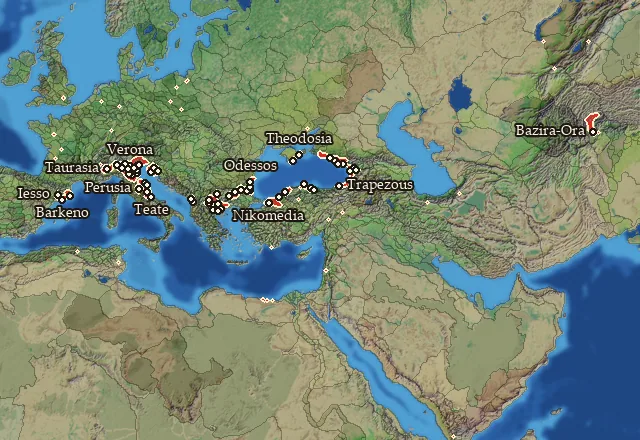 Theodosia
Bazira-Ora
Verona
Odessos
Taurasia
Trapezous
Perusia
Iesso
Barkeno
Teate
Nikomedia